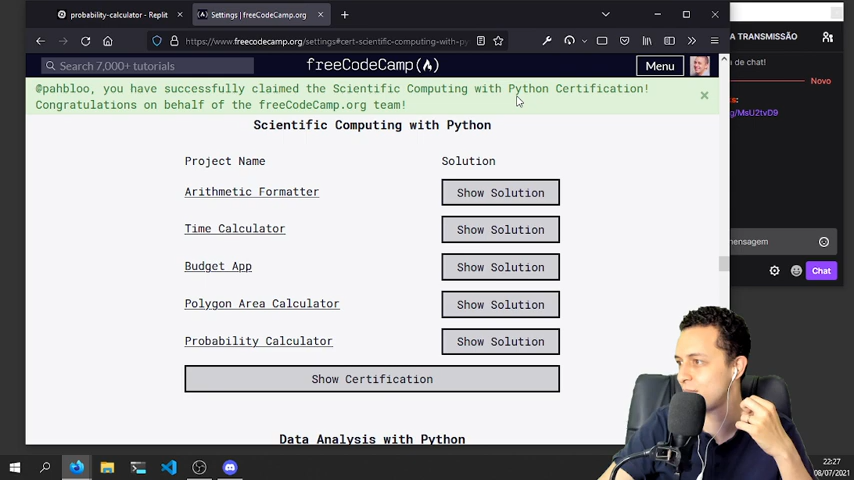 probability-calculator - Replit
Settings | freeCodeCamp.org
https://www.freecodecamp.org/settings#cert-scientific-computing-with-py
A TRANSMISSÃO
Search 7,000+ tutorials
freeCodeCamp
Menu
de chat!
Novo
@pahbloo, you have successfully claimed the Scientific Computing with Python Certification!
Congratulations on behalf of the freeCodeCamp.org team!
g/MsU2tvD9
Scientific Computing with Python
Project Name
Solution
Arithmetic Formatter
Show Solution
Time Calculator
Show Solution
Budget App
Show Solution
Polygon Area Calculator
Show Solution
Probability Calculator
Show Solution
Show Certification
Data Analysis with Python
mensagem
Chat
22:27
08/07/2021